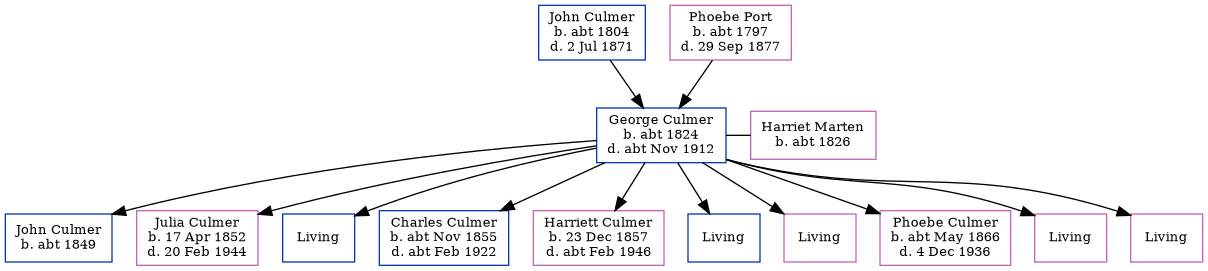 John Culmer
b. abt 1804
d. 2 Jul 1871
Phoebe Port
b. abt 1797
d. 29 Sep 1877
George Culmer
b. abt 1824
d. abt Nov 1912
Harriet Marten
b. abt 1826
John Culmer
b. abt 1849
Julia Culmer
b. 17 Apr 1852
d. 20 Feb 1944
Living
Charles Culmer
b. abt Nov 1855
d. abt Feb 1922
Harriett Culmer
b. 23 Dec 1857
d. abt Feb 1946
Living
Living
Phoebe Culmer
b. abt May 1866
d. 4 Dec 1936
Living
Living